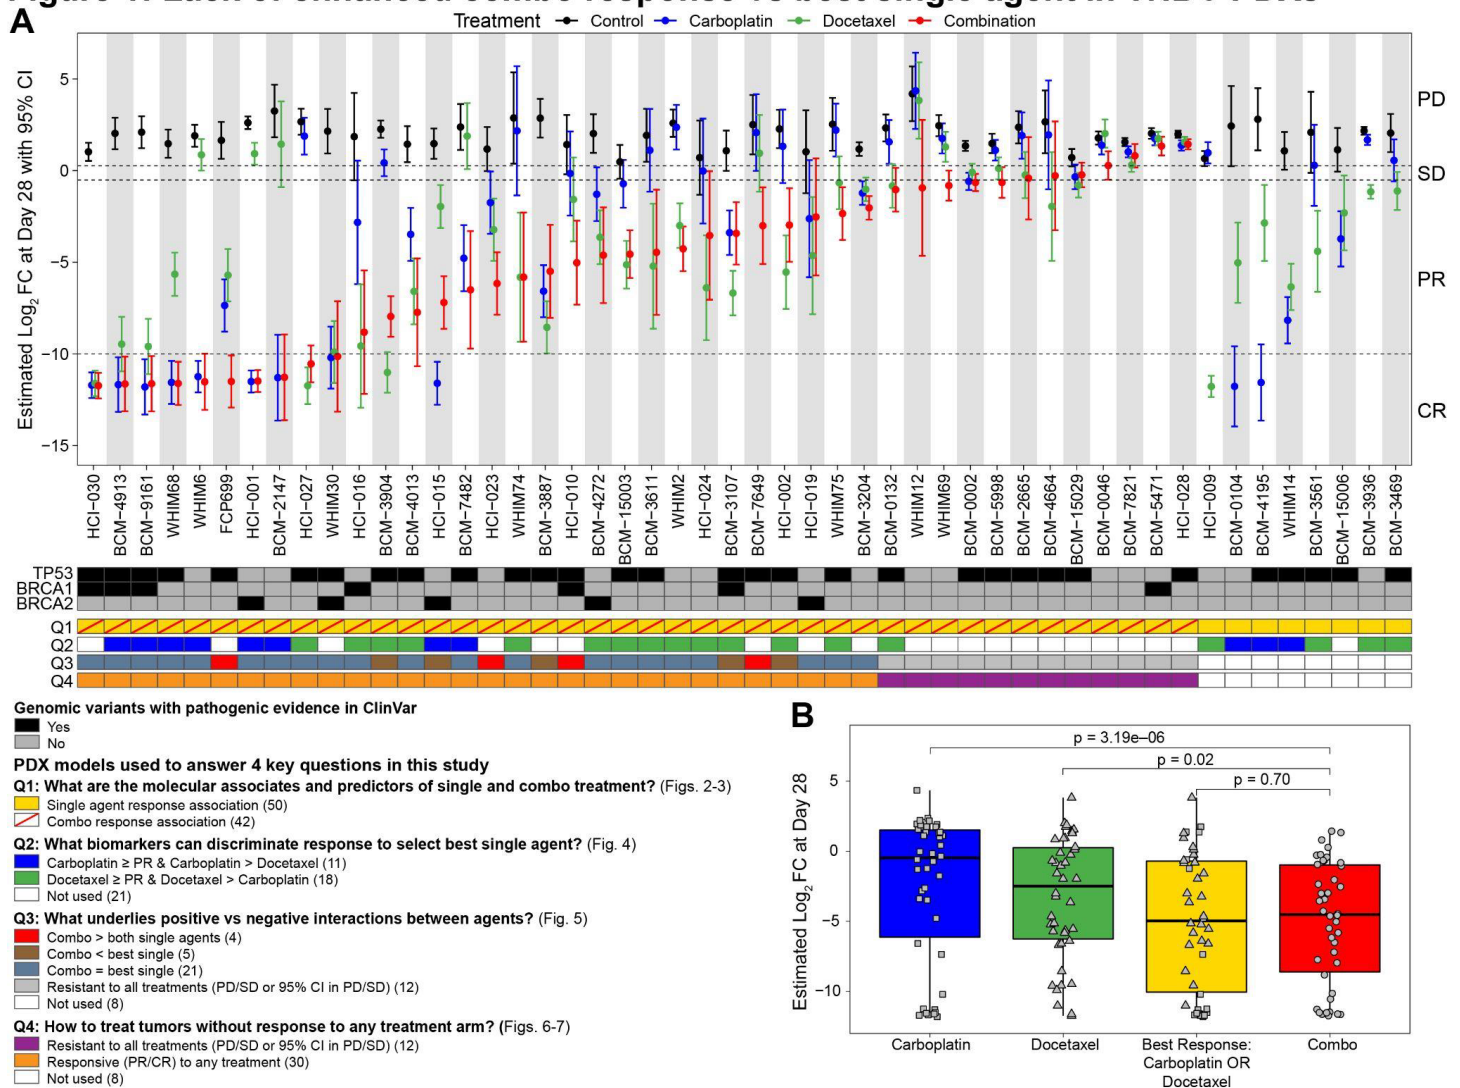 A
Treatment Control Carboplatin Docetaxel Combination
Estimated Log2 FC at Day 28 with 95% CI
5
0
−5
−10
−15
PD
SD
PR
CR
HCI−030
BCM−4913
BCM−9161
WHIM68
WHIM6
FCP699
HCI−001
BCM−2147
HCI−027
WHIM30
HCI−016
BCM−3904
BCM−4013
HCI−015
BCM−7482
HCI−023
WHIM74
BCM−3887
HCI−010
BCM−4272
BCM−15003
BCM−3611
WHIM2
HCI−024
BCM−3107
BCM−7649
HCI−002
HCI−019
WHIM75
BCM−3204
BCM−0132
WHIM12
WHIM69
BCM−0002
BCM−5998
BCM−2665
BCM−4664
BCM−15029
BCM−0046
BCM−7821
BCM−5471
HCI−028
HCI−009
BCM−0104
BCM−4195
WHIM14
BCM−3561
BCM−15006
BCM−3936
BCM−3469
TP53
BRCA1
BRCA2
Q1
Q2
Q3
Q4
Genomic variants with pathogenic evidence in ClinVar
Yes
No
PDX models used to answer 4 key questions in this study
Q1: What are the molecular associates and predictors of single and combo treatment? (Figs. 2-3)
Single agent response association (50)
Combo response association (42)
Q2: What biomarkers can discriminate response to select best single agent? (Fig. 4)
Carboplatin ≥ PR & Carboplatin > Docetaxel (11)
Docetaxel ≥ PR & Docetaxel > Carboplatin (18)
Not used (21)
Q3: What underlies positive vs negative interactions between agents? (Fig. 5)
Combo > both single agents (4)
Combo < best single (5)
Combo = best single (21)
Resistant to all treatments (PD/SD or 95% CI in PD/SD) (12)
Not used (8)
Q4: How to treat tumors without response to any treatment arm? (Figs. 6-7)
Resistant to all treatments (PD/SD or 95% CI in PD/SD) (12)
Responsive (PR/CR) to any treatment (30)
Not used (8)
B
p = 3.19e−06
p = 0.02
p = 0.70
Estimated Log2 FC at Day 28
5
0
−5
−10
Carboplatin
Docetaxel
Best Response:
Carboplatin OR
Docetaxel
Combo